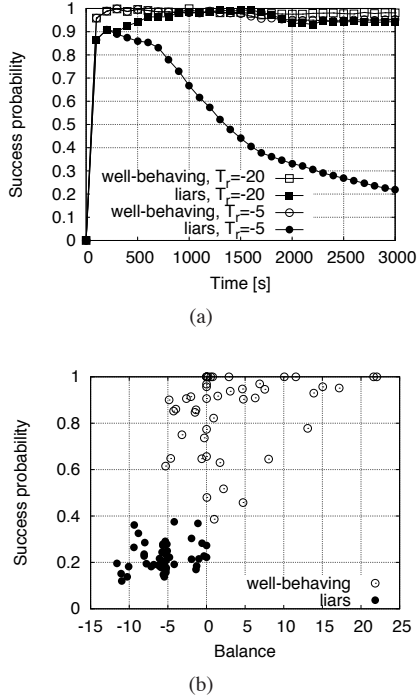 1
0.9
0.8
0.7
0.6
0.5
0.4
0.3
0.2
0.1
0
Success probability
well-behaving, T_r=-20
liars, T_r=-20
well-behaving, T_r=-5
liars, T_r=-5
0 500 1000 1500 2000 2500 3000
Time [s]
(a)
1
0.8
0.6
0.4
0.2
0
Success probability
well-behaving
liars
-15 -10 -5 0 5 10 15 20 25
Balance
(b)